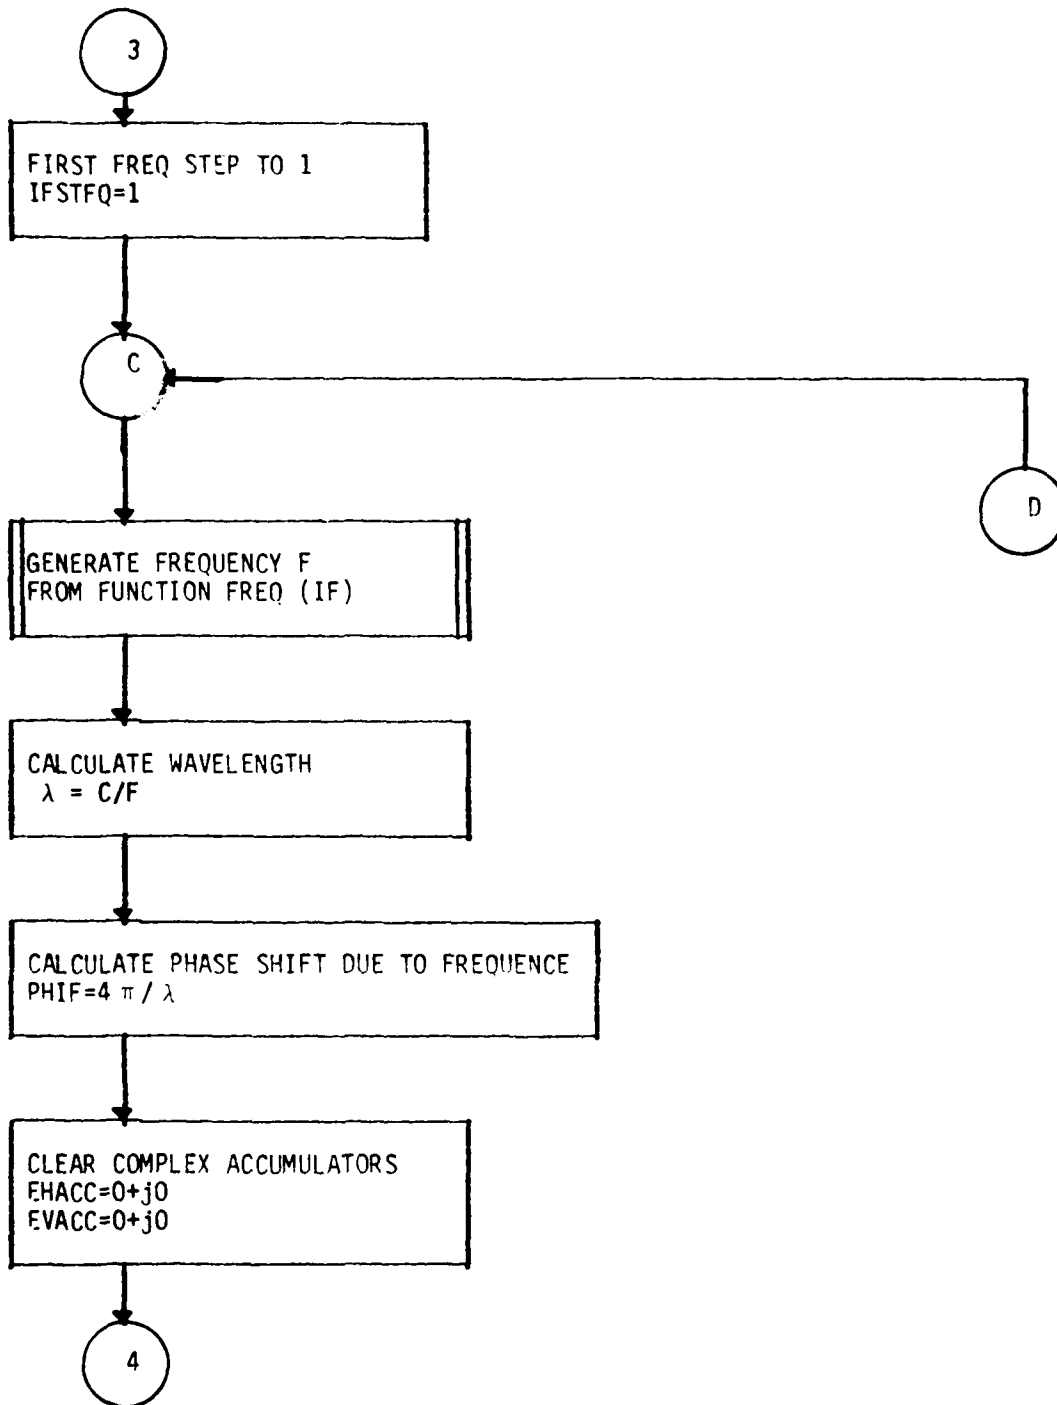 3
FIRST FREQ STEP TO 1
IFSTFQ=1
C
D
GENERATE FREQUENCY F
FROM FUNCTION FREQ (IF)
CALCULATE WAVELENGTH
λ = C/F
CALCULATE PHASE SHIFT DUE TO FREQUENCE
PHIF=4 π / λ
CLEAR COMPLEX ACCUMULATORS
EHACC=0+j0
EVACC=0+j0
4